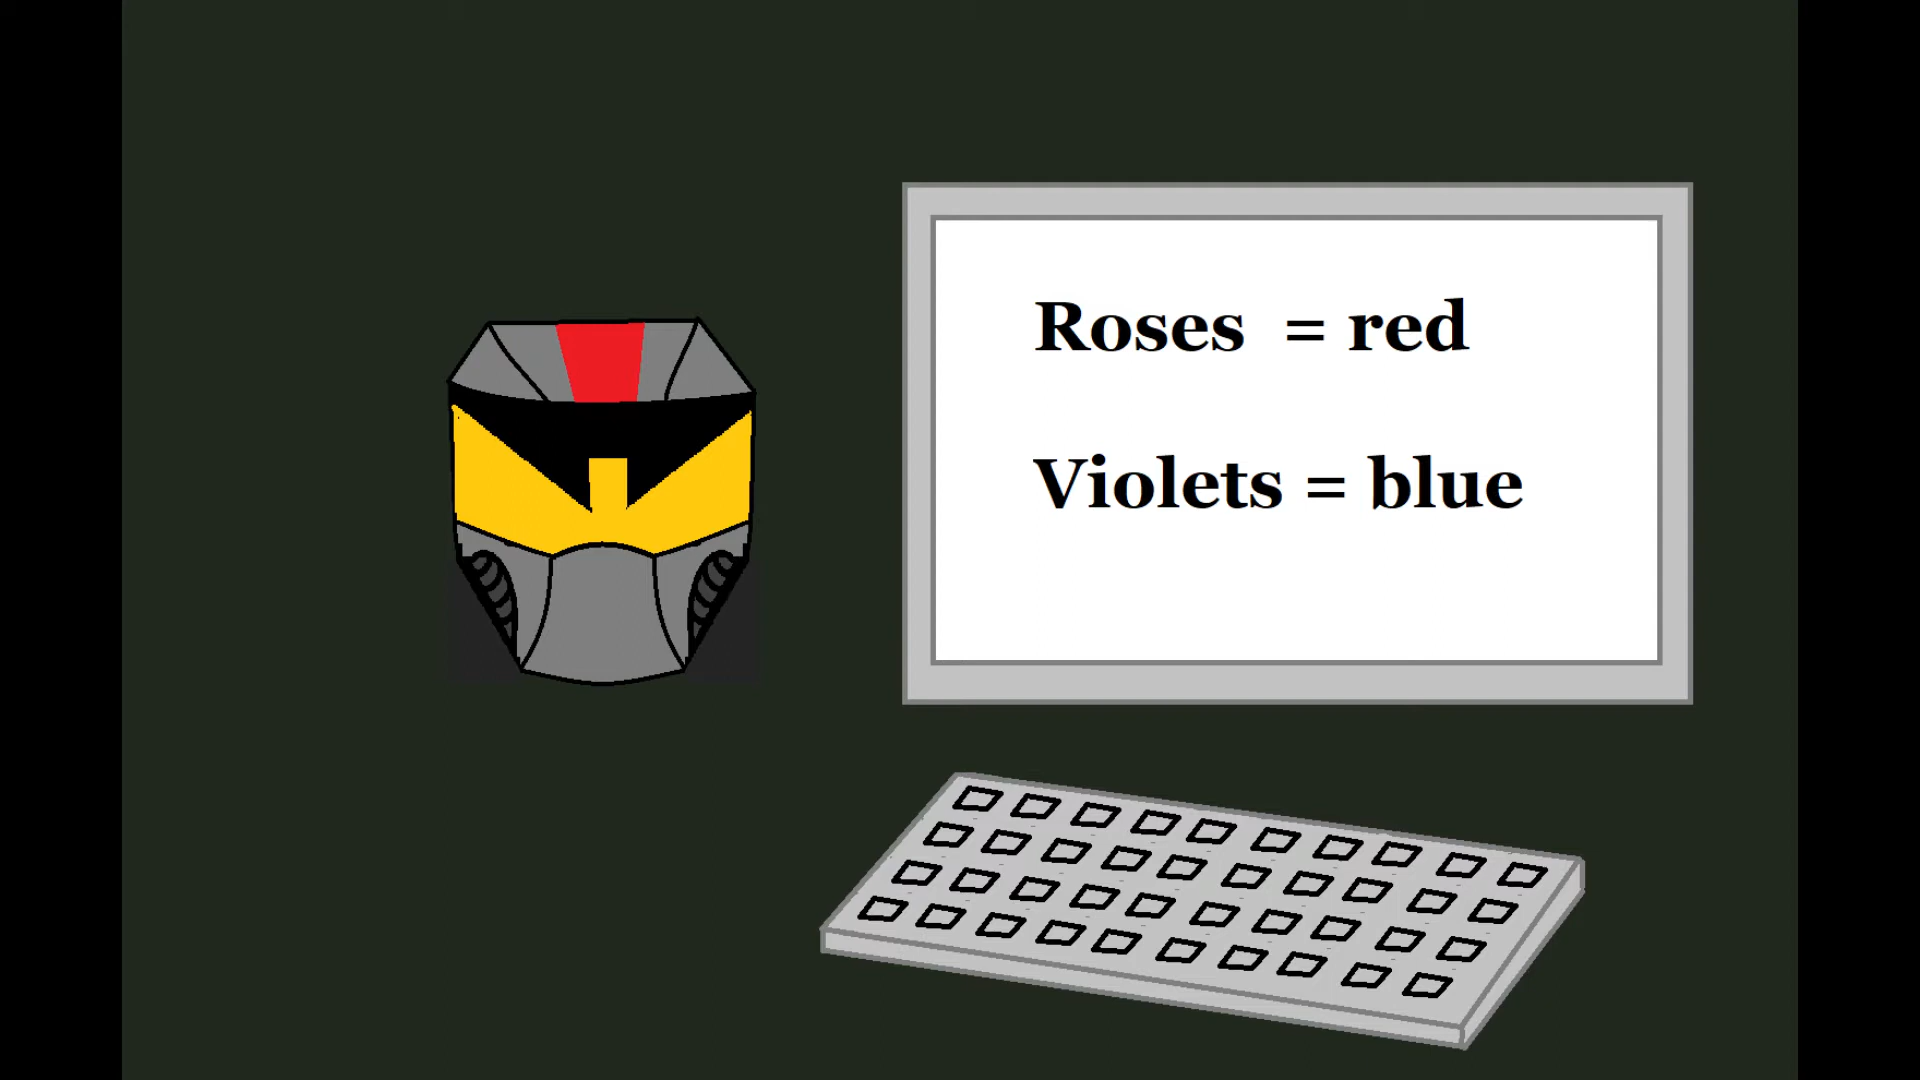 Roses = red
Violets = blue